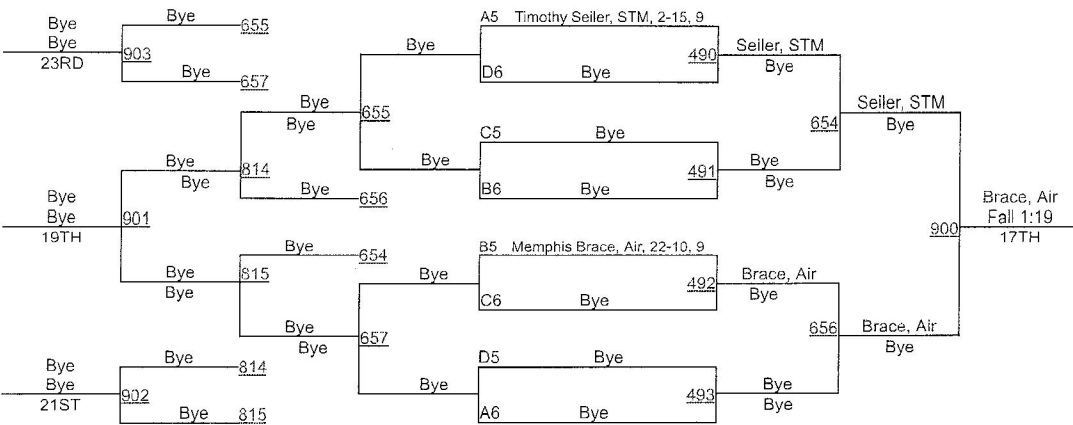 Bye
Bye
23RD
903
Bye
655
Bye
657
Bye
Bye
19TH
901
Bye
Bye
814
Bye
Bye
655
Bye
656
Bye
Bye
815
654
Bye
Bye
Bye
657
Bye
Bye
21ST
902
Bye
814
Bye
815
Bye
A5 Timothy Seiler, STM, 2-15, 9
490
D6 Bye
Bye
C5 Bye
491
B6 Bye
Bye
B5 Memphis Brace, Air, 22-10, 9
492
C6 Bye
Bye
D5 Bye
493
A6 Bye
Seiler, STM
Bye
654
Bye
Bye
Brace, Air
Bye
656
Bye
Bye
Seiler, STM
Bye
900
Brace, Air
Bye
Brace, Air
Fall 1:19
17TH